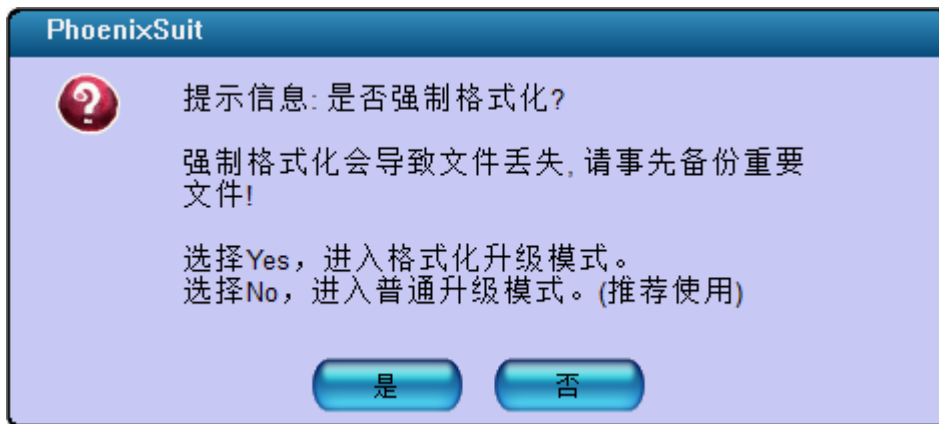 PhoenixSuit
提示信息: 是否强制格式化?
强制格式化会导致文件丢失, 请事先备份重要
文件!
选择Yes，进入格式化升级模式。
选择No，进入普通升级模式。(推荐使用)
是
否